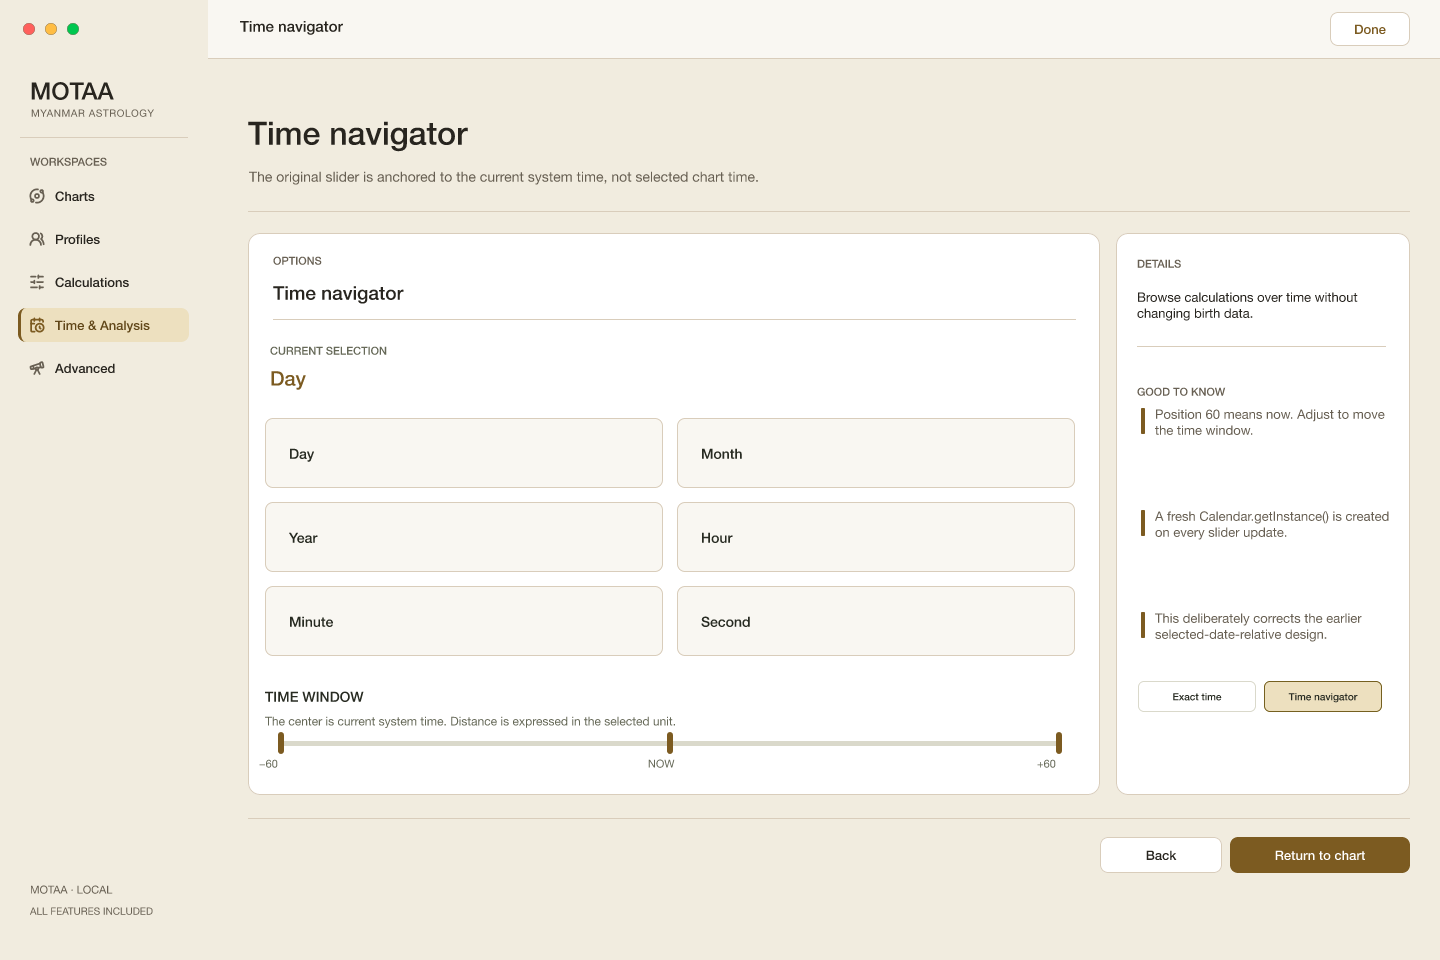 Time navigator
Done
MOTAA
MYANMAR ASTROLOGY
WORKSPACES
Charts
Profiles
Calculations
Time & Analysis
Advanced
MOTAA · LOCAL
ALL FEATURES INCLUDED
Time navigator
The original slider is anchored to the current system time, not selected chart time.
OPTIONS
Time navigator
CURRENT SELECTION
Day
Day
Month
Year
Hour
Minute
Second
TIME WINDOW
The center is current system time. Distance is expressed in the selected unit.
−60
NOW
+60
DETAILS
Browse calculations over time without
changing birth data.
GOOD TO KNOW
Position 60 means now. Adjust to move
the time window.
A fresh Calendar.getInstance() is created
on every slider update.
This deliberately corrects the earlier
selected-date-relative design.
Exact time
Time navigator
Back
Return to chart